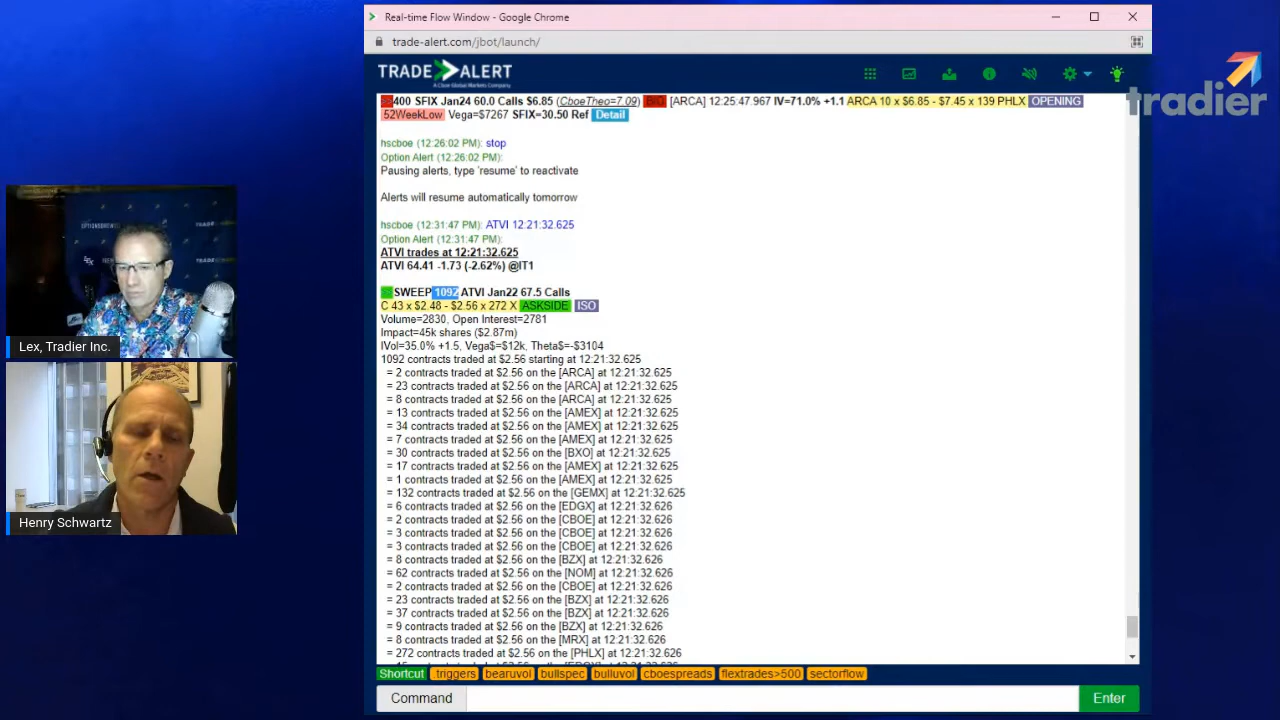 Real-time Flow Window - Google Chrome
trade-alert.com/jbot/launch/
TRADE ALERT
A Cboe Global Markets Company
tradier
400 SFIX Jan24 60.0 Calls $6.85 (CboeTheo=7.09) BID [ARCA] 12:25:47.967 IV=71.0% +1.1 ARCA 10 x $6.85 - $7.45 x 139 PHLX OPENING
52WeekLow Vega=$7267 SFIX=30.50 Ref Detail
hscboe (12:26:02 PM): stop
Option Alert (12:26:02 PM):
Pausing alerts, type 'resume' to reactivate
Alerts will resume automatically tomorrow
hscboe (12:31:47 PM): ATVI 12:21:32.625
Option Alert (12:31:47 PM):
ATVI trades at 12:21:32.625
ATVI 64.41 -1.73 (-2.62%) @IT1
SWEEP 1092 ATVI Jan22 67.5 Calls
C 43 x $2.48 - $2.56 x 272 X ASKSIDE ISO
Volume=2830, Open Interest=2781
Impact=45k shares ($2.87m)
IVol=35.0% +1.5, Vega$=$12k, Theta$=-$3104
1092 contracts traded at $2.56 starting at 12:21:32.625
= 2 contracts traded at $2.56 on the [ARCA] at 12:21:32.625
= 23 contracts traded at $2.56 on the [ARCA] at 12:21:32.625
= 8 contracts traded at $2.56 on the [ARCA] at 12:21:32.625
= 13 contracts traded at $2.56 on the [AMEX] at 12:21:32.625
= 34 contracts traded at $2.56 on the [AMEX] at 12:21:32.625
= 7 contracts traded at $2.56 on the [AMEX] at 12:21:32.625
= 30 contracts traded at $2.56 on the [BXO] at 12:21:32.625
= 17 contracts traded at $2.56 on the [AMEX] at 12:21:32.625
= 1 contracts traded at $2.56 on the [AMEX] at 12:21:32.625
= 132 contracts traded at $2.56 on the [GEMX] at 12:21:32.625
= 6 contracts traded at $2.56 on the [EDGX] at 12:21:32.626
= 2 contracts traded at $2.56 on the [CBOE] at 12:21:32.626
= 3 contracts traded at $2.56 on the [CBOE] at 12:21:32.626
= 3 contracts traded at $2.56 on the [CBOE] at 12:21:32.626
= 8 contracts traded at $2.56 on the [BZX] at 12:21:32.626
= 62 contracts traded at $2.56 on the [NOM] at 12:21:32.626
= 2 contracts traded at $2.56 on the [CBOE] at 12:21:32.626
= 23 contracts traded at $2.56 on the [BZX] at 12:21:32.626
= 37 contracts traded at $2.56 on the [BZX] at 12:21:32.626
= 9 contracts traded at $2.56 on the [BZX] at 12:21:32.626
= 8 contracts traded at $2.56 on the [MRX] at 12:21:32.626
= 272 contracts traded at $2.56 on the [PHLX] at 12:21:32.626
Shortcut triggers bearuvol bullspec bulluvol cboespreads flextrades>500 sectorflow
Command Enter
Lex, Tradier Inc.
Henry Schwartz